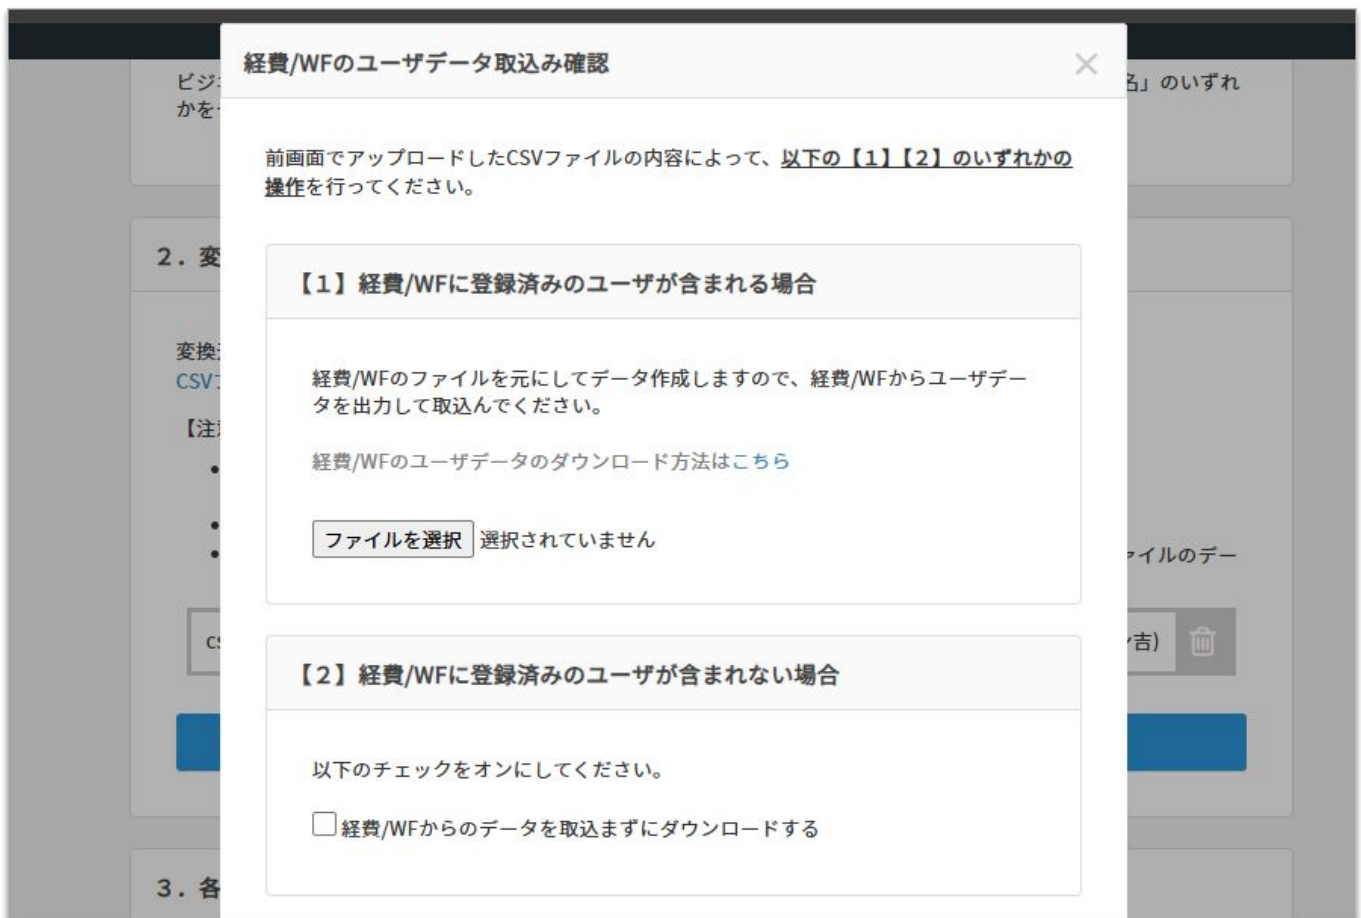 経費/WFのユーザデータ取込み確認
ビジ
名」のいずれ
かを
前画面でアップロードしたCSVファイルの内容によって、以下の【１】【２】のいずれかの
操作を行ってください。
２．変
【１】経費/WFに登録済みのユーザが含まれる場合
変換
CSV
経費/WFのファイルを元にしてデータ作成しますので、経費/WFからユーザデー
タを出力して取込んでください。
【注
経費/WFのユーザデータのダウンロード方法はこちら
ファイルを選択 選択されていません
ァイルのデー
吉)
【２】経費/WFに登録済みのユーザが含まれない場合
以下のチェックをオンにしてください。
経費/WFからのデータを取込まずにダウンロードする
３．各